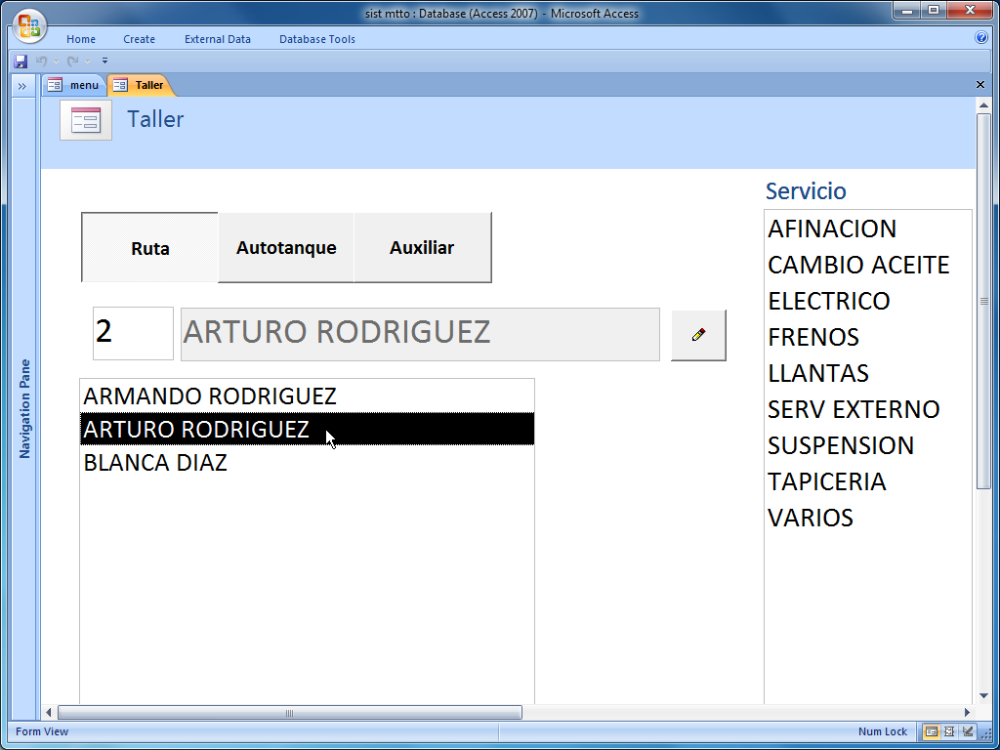 sist mtto : Database (Access 2007) - Microsoft Access
Home Create External Data Database Tools
menu Taller
Taller
Servicio
Ruta Autotanque Auxiliar
2 ARTURO RODRIGUEZ
ARMANDO RODRIGUEZ
ARTURO RODRIGUEZ
BLANCA DIAZ
AFINACION
CAMBIO ACEITE
ELECTRICO
FRENOS
LLANTAS
SERV EXTERNO
SUSPENSION
TAPICERIA
VARIOS
Navigation Pane
Form View Num Lock